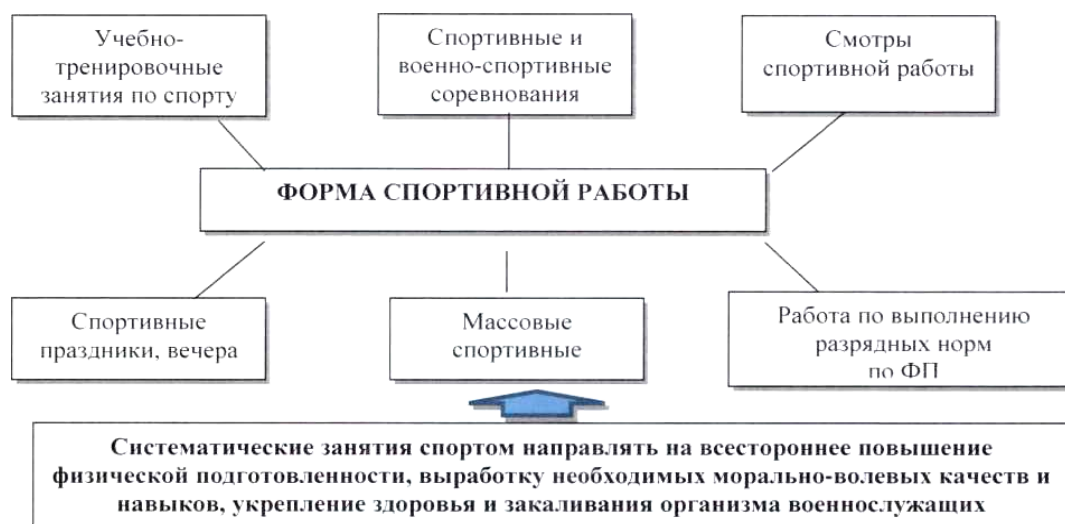 Учебно-
тренировочные
занятия по спорту
Спортивные и
военно-спортивные
соревнования
Смотры
спортивной работы
ФОРМА СПОРТИВНОЙ РАБОТЫ
Спортивные
праздники, вечера
Массовые
спортивные
Работа по выполнению
разрядных норм
по ФП
Систематические занятия спортом направлять на всестороннее повышение
физической подготовленности, выработку необходимых морально-волевых качеств и
навыков, укрепление здоровья и закаливания организма военнослужащих